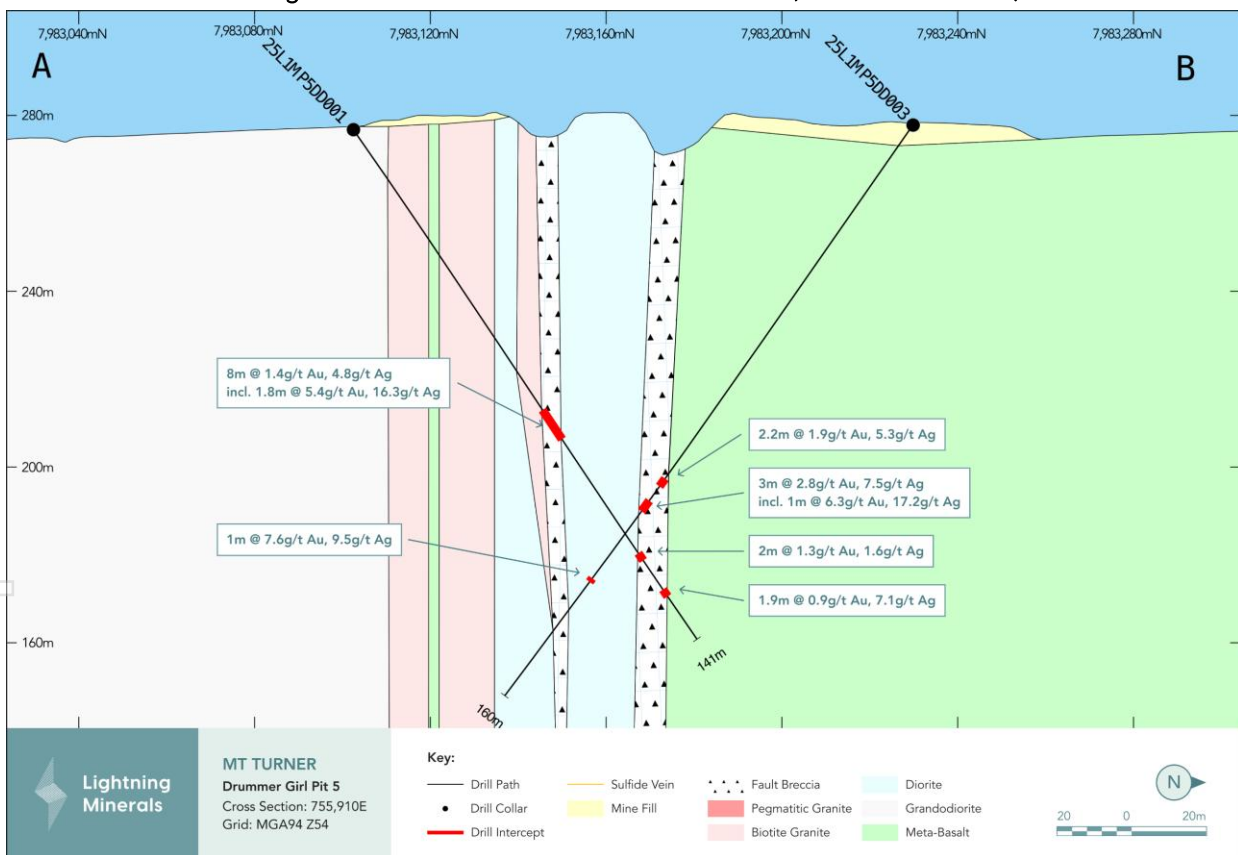 7,983,040mN
7,983,080mN
7,983,120mN
7,983,160mN
7,983,200mN
7,983,240mN
7,983,280mN
A
25L1MP5DD001
25L1MP5DD003
B
280m
240m
8m @ 1.4g/t Au, 4.8g/t Ag
incl. 1.8m @ 5.4g/t Au, 16.3g/t Ag
2.2m @ 1.9g/t Au, 5.3g/t Ag
200m
3m @ 2.8g/t Au, 7.5g/t Ag
incl. 1m @ 6.3g/t Au, 17.2g/t Ag
1m @ 7.6g/t Au, 9.5g/t Ag
2m @ 1.3g/t Au, 1.6g/t Ag
1.9m @ 0.9g/t Au, 7.1g/t Ag
160m
141m
160m
Lightning
Minerals
MT TURNER
Drummer Girl Pit 5
Cross Section: 755,910E
Grid: MGA94 Z54
Key:
Drill Path
Drill Collar
Drill Intercept
Sulfide Vein
Mine Fill
Fault Breccia
Pegmatitic Granite
Biotite Granite
Diorite
Grandodiorite
Meta-Basalt
N
20 0 20m